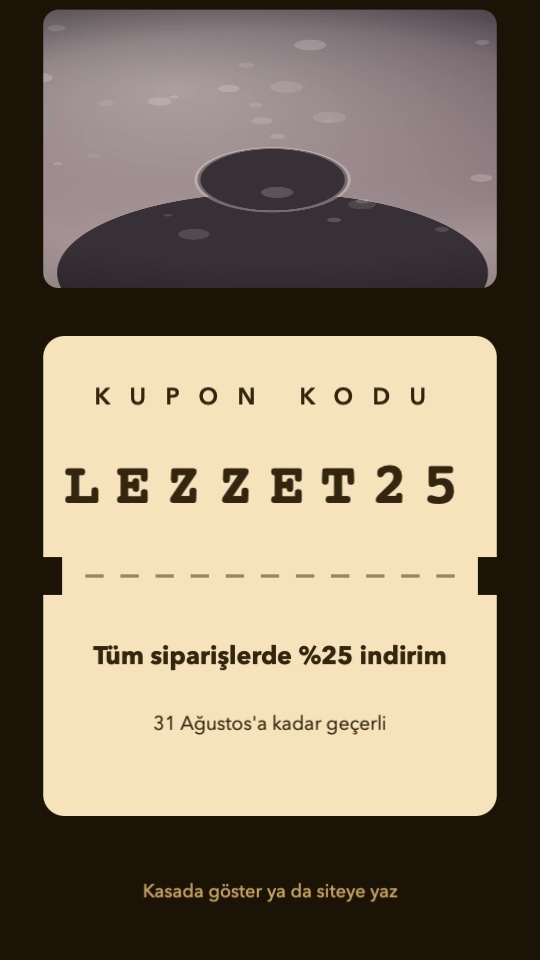 KUPON KODU
LEZZET25
Tüm siparişlerde %25 indirim
31 Ağustos'a kadar geçerli
Kasada göster ya da siteye yaz